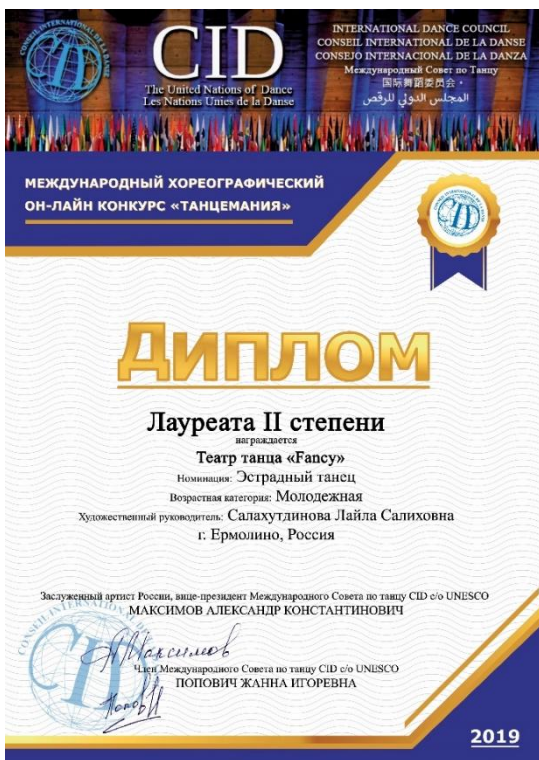 CID
The United Nations of Dance
Les Nations Unies de la Danse
INTERNATIONAL DANCE COUNCIL
CONSEIL INTERNATIONAL DE LA DANSE
CONSEJO INTERNACIONAL DE LA DANZA
Международный Совет по Танцу
国际舞蹈委员会 •
المجلس الدولي للرقص
МЕЖДУНАРОДНЫЙ ХОРЕОГРАФИЧЕСКИЙ
ОН-ЛАЙН КОНКУРС «ТАНЦЕМАНИЯ»
CID
Диплом
Лауреата II степени
награждается
Театр танца «Fancy»
Номинация: Эстрадный танец
Возрастная категория: Молодежная
Художественный руководитель: Салахутдинова Лайла Салиховна
г. Ермолино, Россия
Заслуженный артист России, вице-президент Международного Совета по танцу CID c/o UNESCO
МАКСИМОВ АЛЕКСАНДР КОНСТАНТИНОВИЧ
Член Международного Совета по танцу CID c/o UNESCO
ПОПОВИЧ ЖАННА ИГОРЕВНА
CID
2019